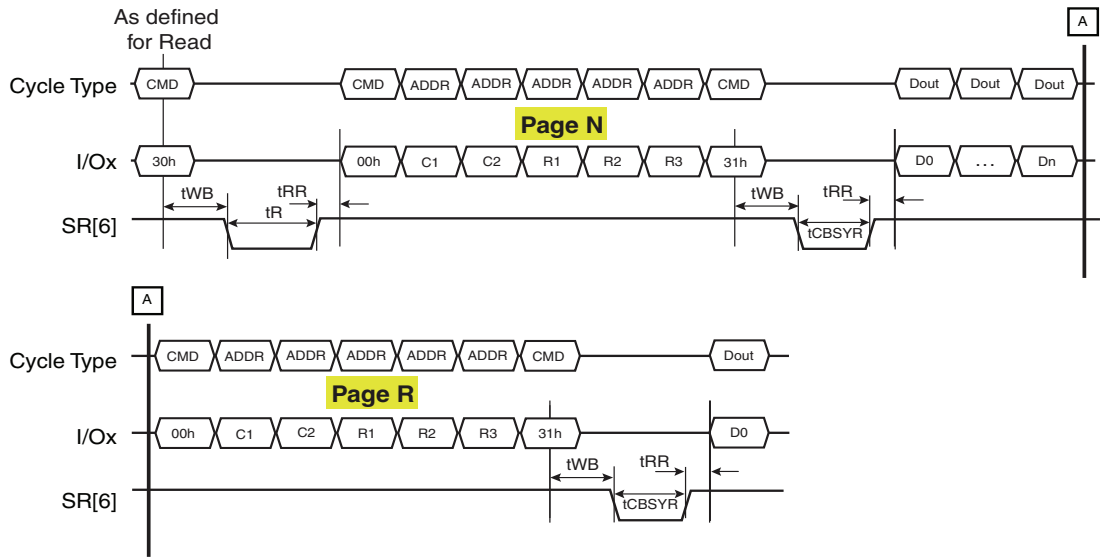 As defined
for Read
A
Cycle Type CMD CMD ADDR ADDR ADDR ADDR ADDR CMD Dout Dout Dout
Page N
I/Ox 30h 00h C1 C2 R1 R2 R3 31h D0 ... Dn
tWB tRR tWB tRR
tR
SR[6] tCBSYR
A
Cycle Type CMD ADDR ADDR ADDR ADDR ADDR CMD Dout
Page R
I/Ox 00h C1 C2 R1 R2 R3 31h D0
tWB tRR
SR[6] tCBSYR